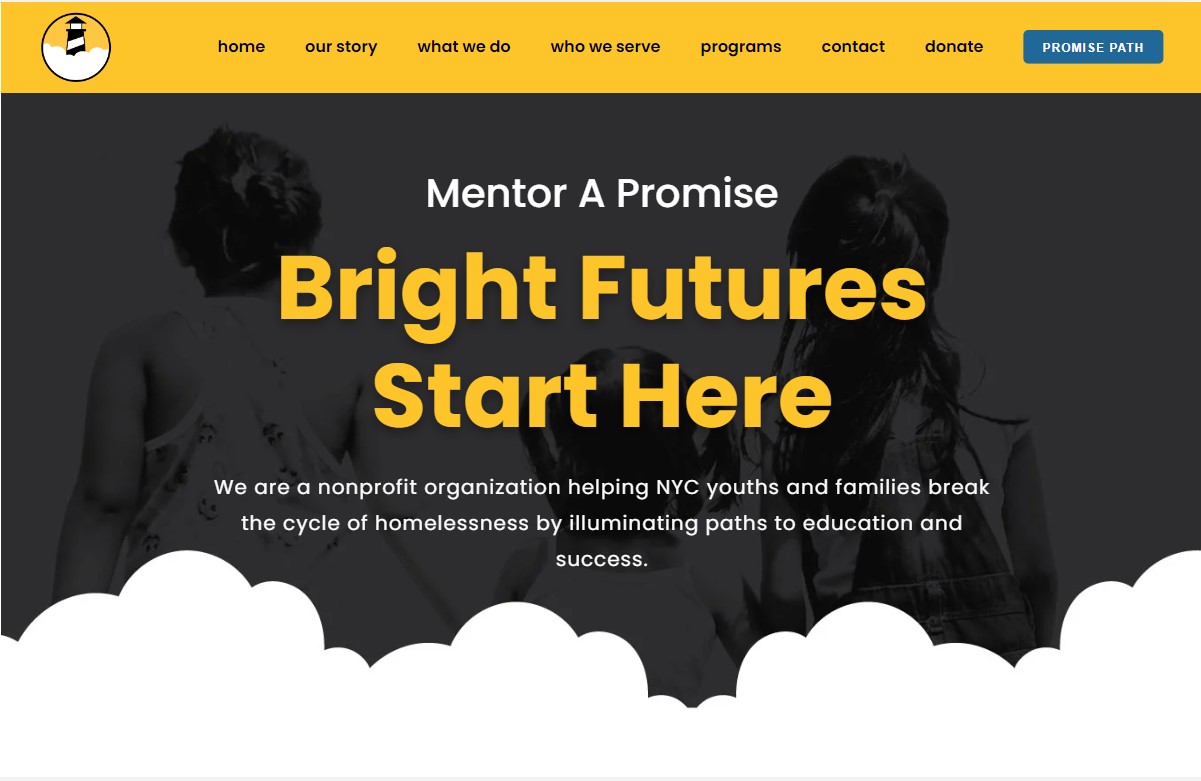 home our story what we do who we serve programs contact donate PROMISE PATH
Mentor A Promise
Bright Futures
Start Here
We are a nonprofit organization helping NYC youths and families break
the cycle of homelessness by illuminating paths to education and
success.